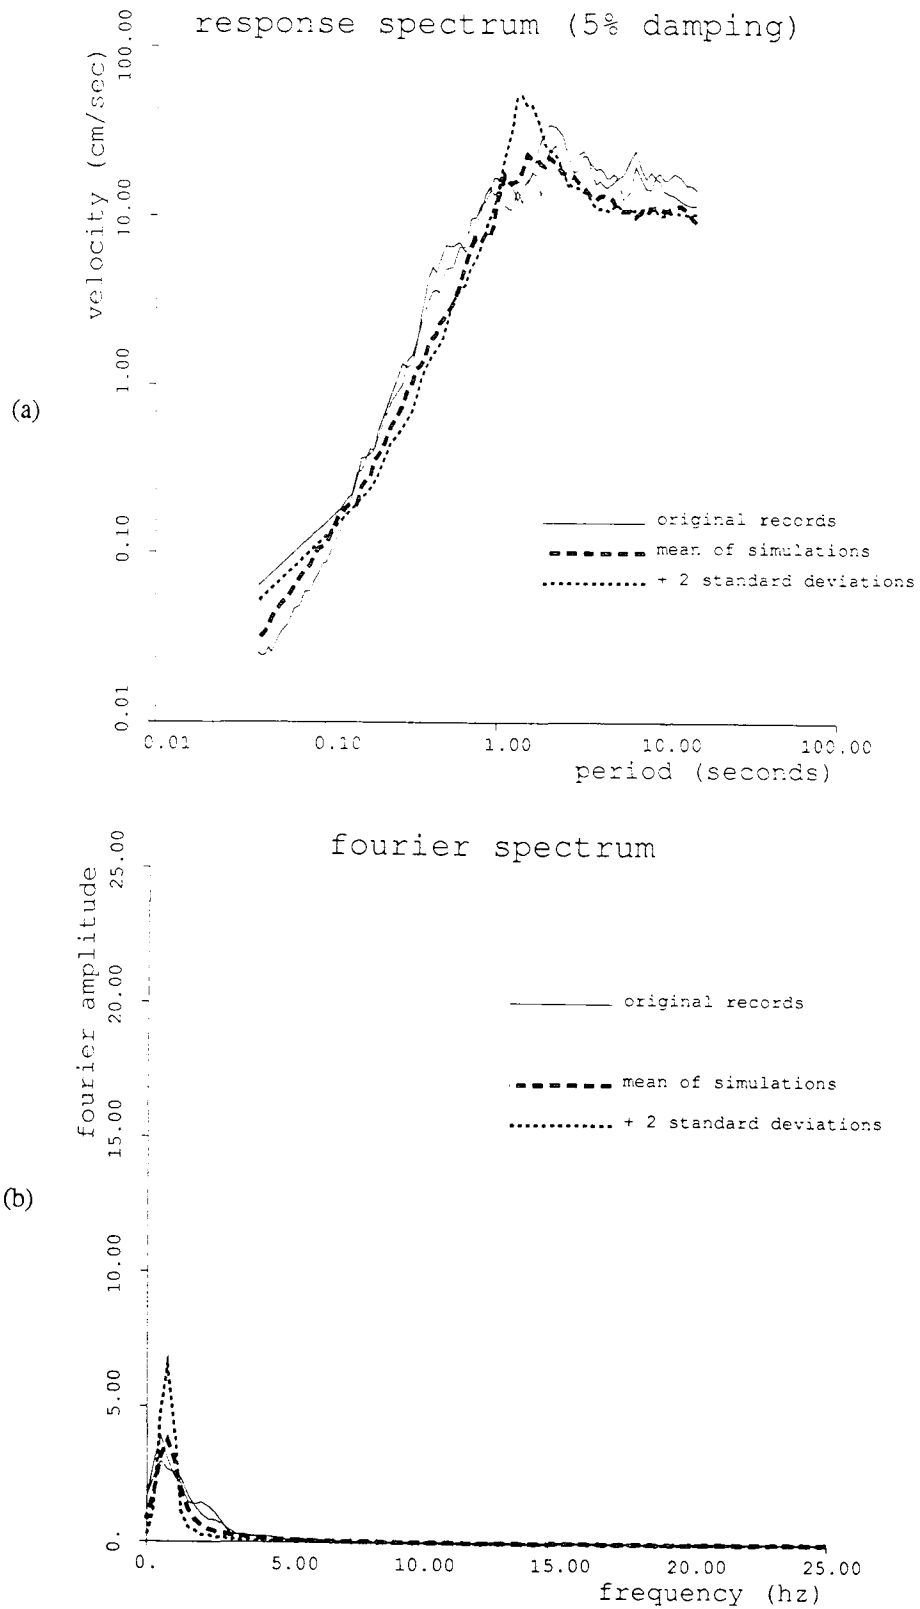 response spectrum (5% damping)
velocity (cm/sec)
100.00
10.00
1.00
0.10
0.01
(a)
original records
mean of simulations
+ 2 standard deviations
0.01 0.10 1.00 10.00 100.00
period (seconds)
fourier spectrum
fourier amplitude
25.00
20.00
15.00
10.00
5.00
0.
(b)
original records
mean of simulations
+ 2 standard deviations
0. 5.00 10.00 15.00 20.00 25.00
frequency (hz)